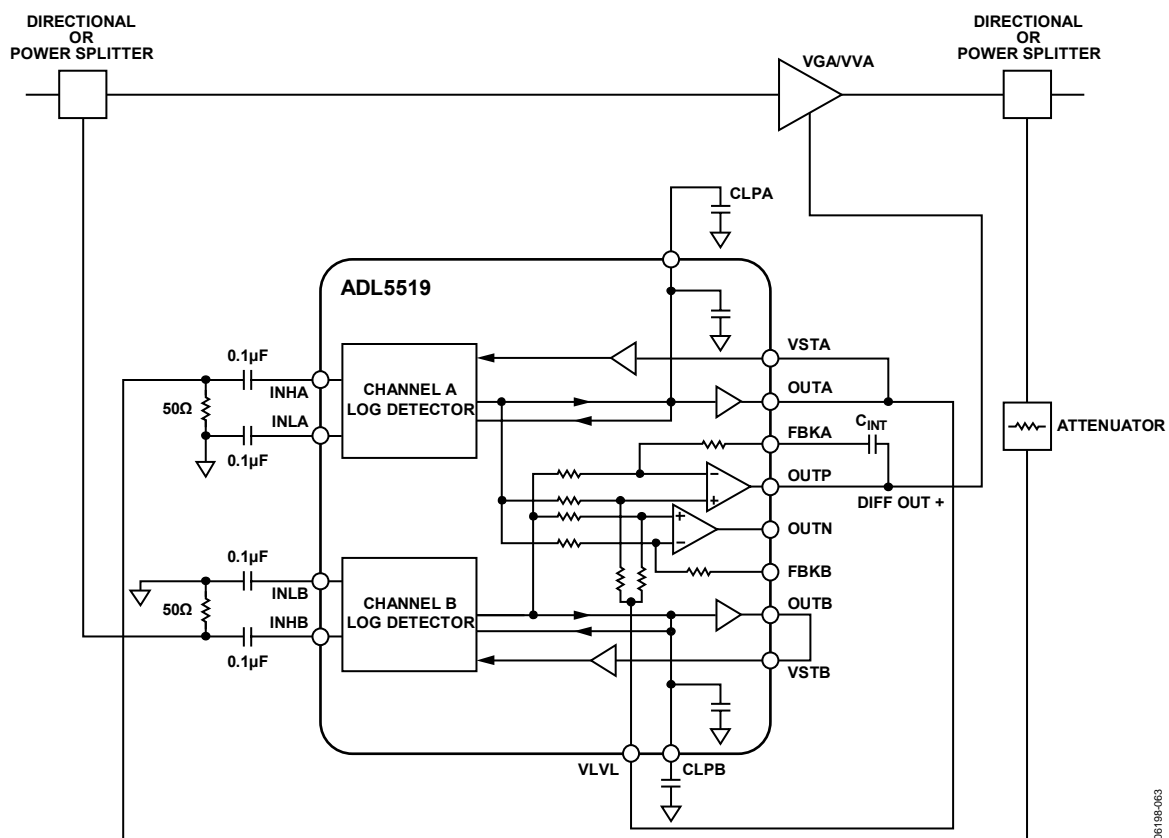 DIRECTIONAL
OR
POWER SPLITTER
DIRECTIONAL
OR
POWER SPLITTER
VGA/VVA
CLPA
ADL5519
0.1µF
INHA
50Ω
INLA
0.1µF
CHANNEL A
LOG DETECTOR
VSTA
OUTA
CINT
FBKA
OUTP
DIFF OUT +
OUTN
FBKB
OUTB
VSTB
ATTENUATOR
0.1µF
INLB
50Ω
INHB
0.1µF
CHANNEL B
LOG DETECTOR
VLVL
CLPB
06198-063